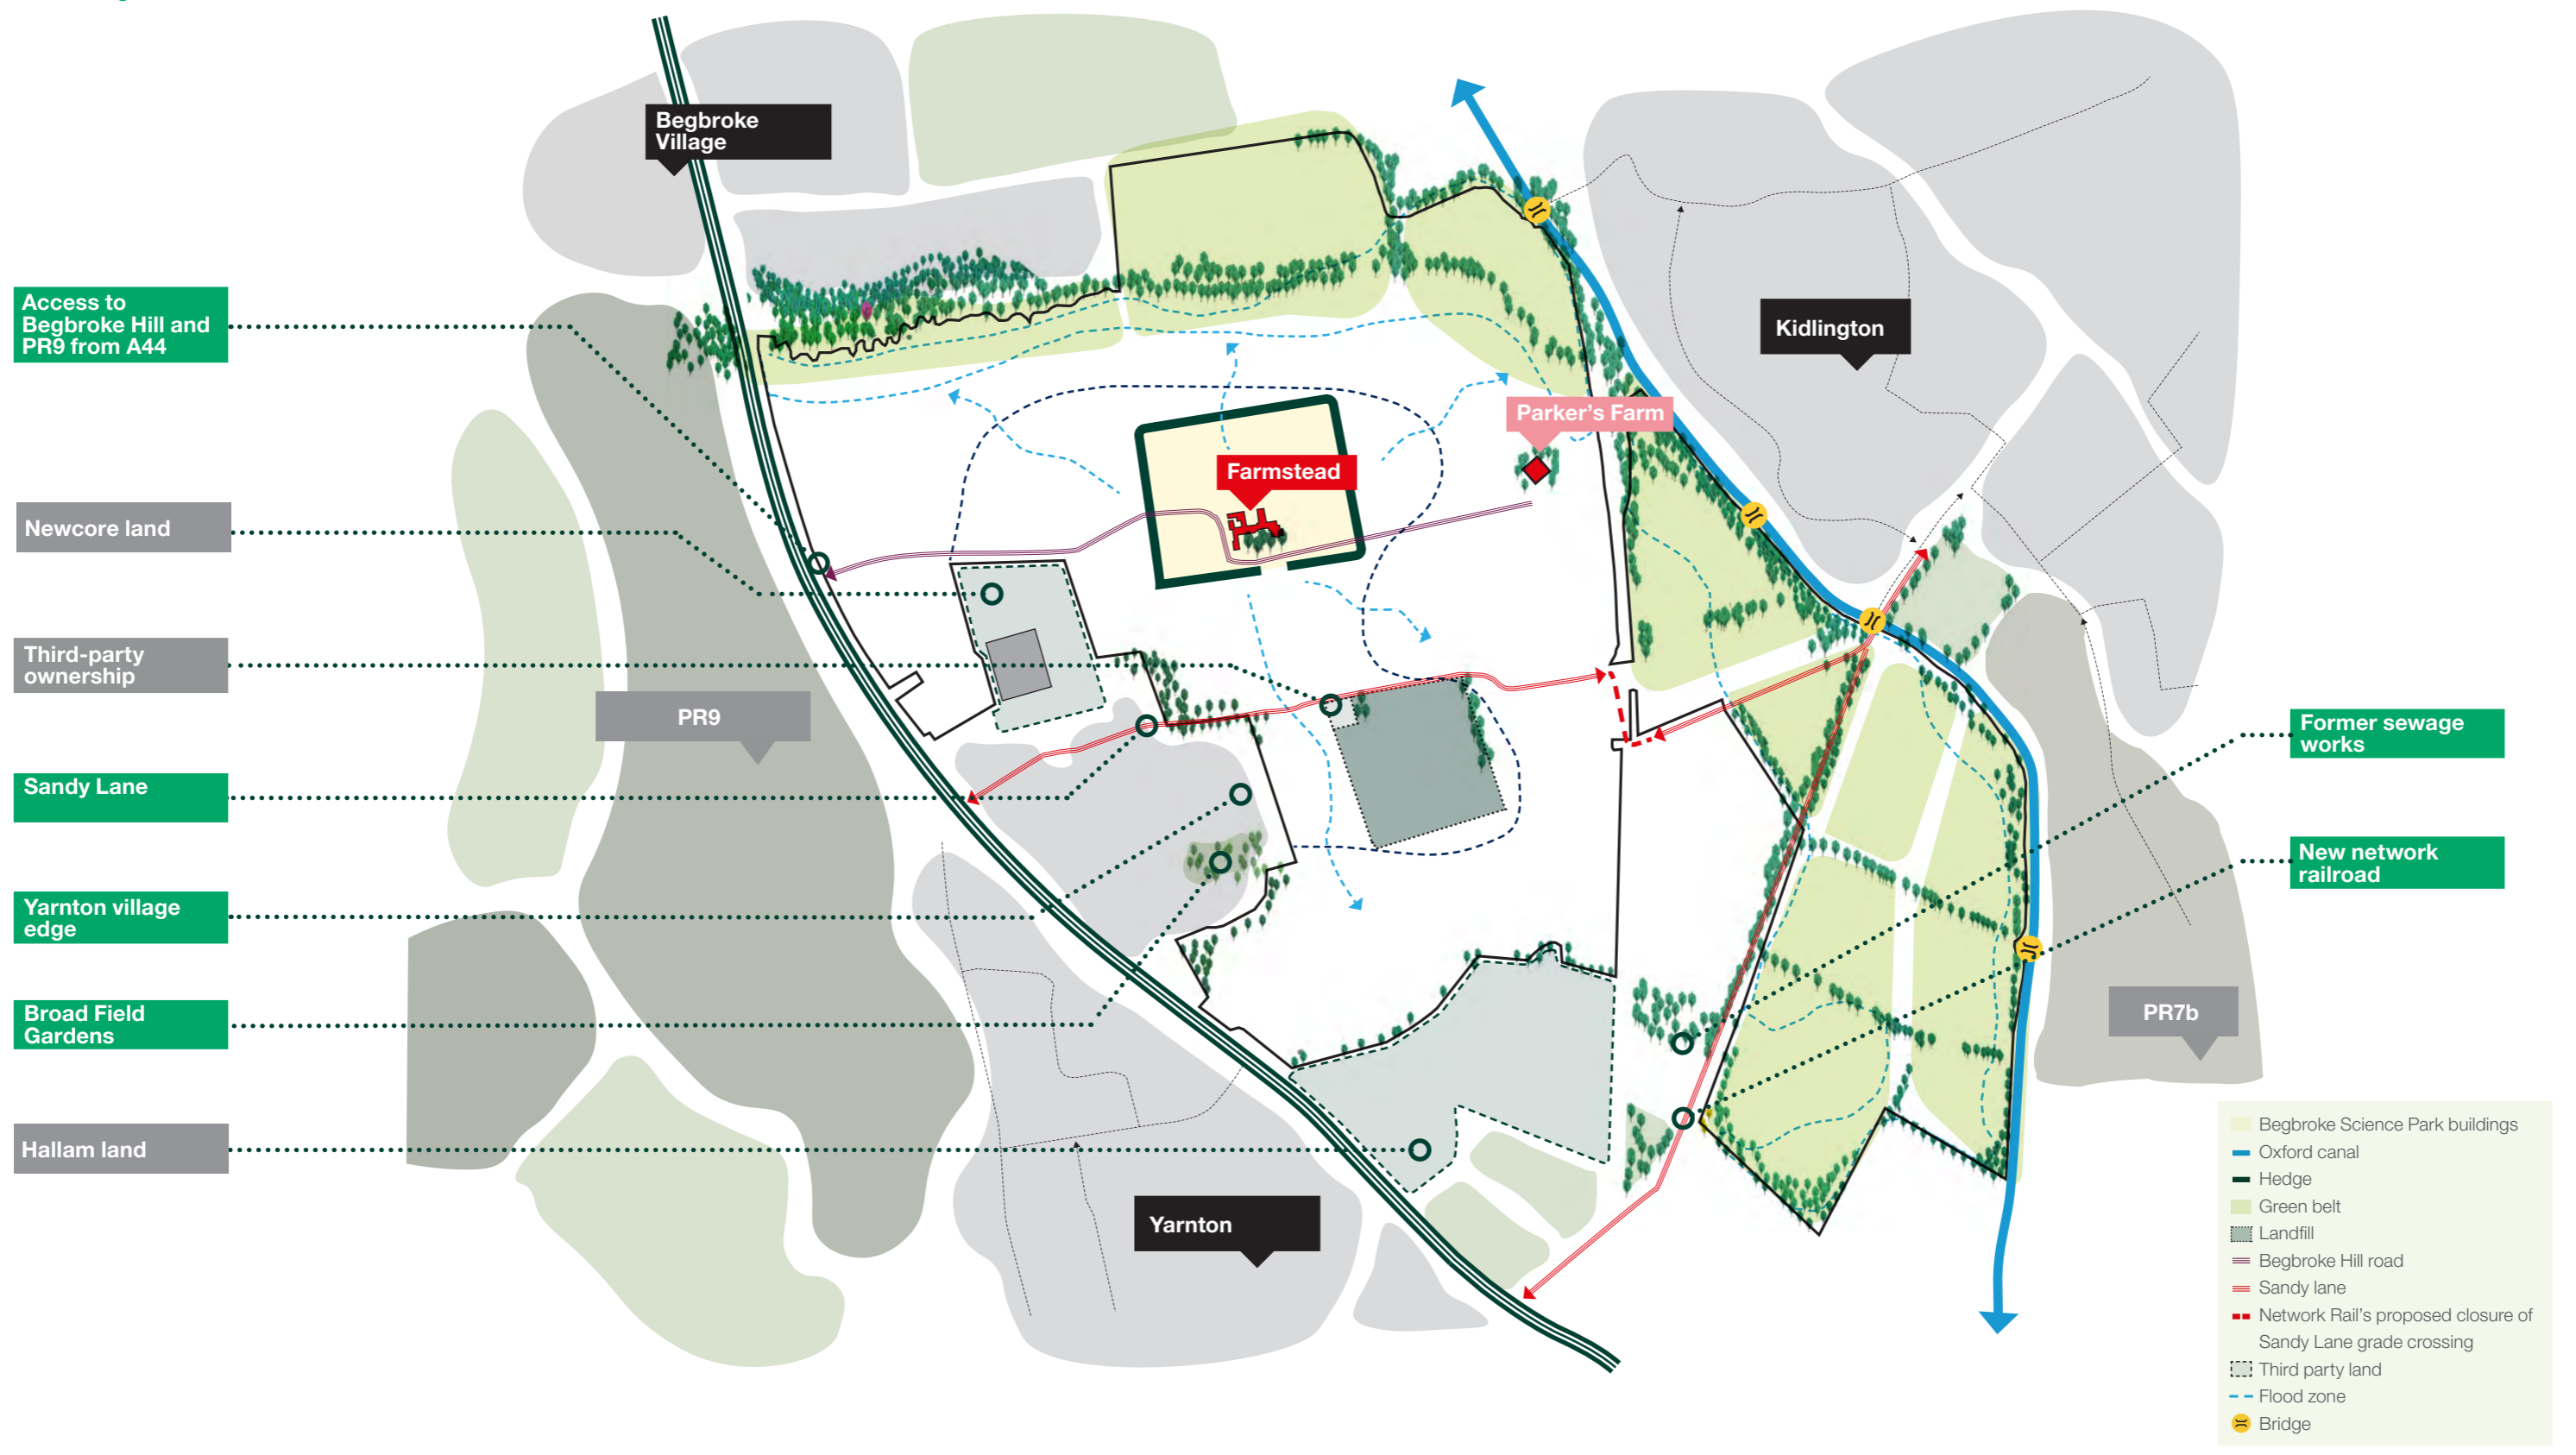 Begbroke
Village
Access to
Begbroke Hill and
PR9 from A44
Kidlington
Parker's Farm
Farmstead
Newcore land
Third-party
ownership
PR9
Sandy Lane
Former sewage
works
New network
railroad
Yarnton village
edge
Broad Field
Gardens
PR7b
Hallam land
Yarnton
Begbroke Science Park buildings
Oxford canal
Hedge
Green belt
Landfill
Begbroke Hill road
Sandy lane
Network Rail's proposed closure of
Sandy Lane grade crossing
Third party land
Flood zone
Bridge